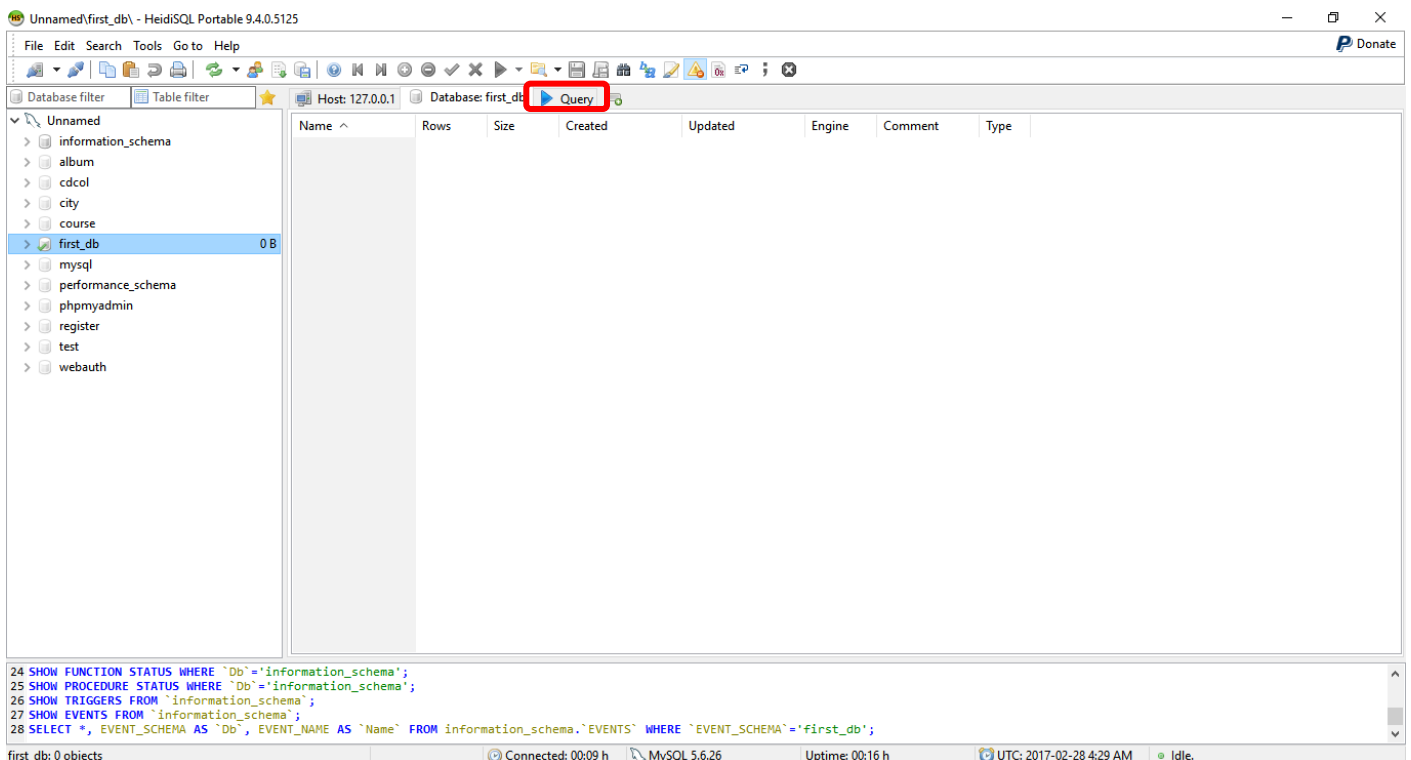 Unnamed\first_db\ - HeidiSQL Portable 9.4.0.5125
File Edit Search Tools Go to Help
Donate
Database filter Table filter Host: 127.0.0.1 Database: first_db Query
Unnamed
information_schema
album
cdcol
city
course
first_db 0 B
mysql
performance_schema
phpmyadmin
register
test
webauth
Name Rows Size Created Updated Engine Comment Type
24 SHOW FUNCTION STATUS WHERE `Db`='information_schema';
25 SHOW PROCEDURE STATUS WHERE `Db`='information_schema';
26 SHOW TRIGGERS FROM `information_schema`;
27 SHOW EVENTS FROM `information_schema`;
28 SELECT *, EVENT_SCHEMA AS `Db`, EVENT_NAME AS `Name` FROM information_schema.`EVENTS` WHERE `EVENT_SCHEMA`='first_db';
first_db: 0 objects Connected: 00:09 h MySQL 5.6.26 Uptime: 00:16 h UTC: 2017-02-28 4:29 AM Idle.